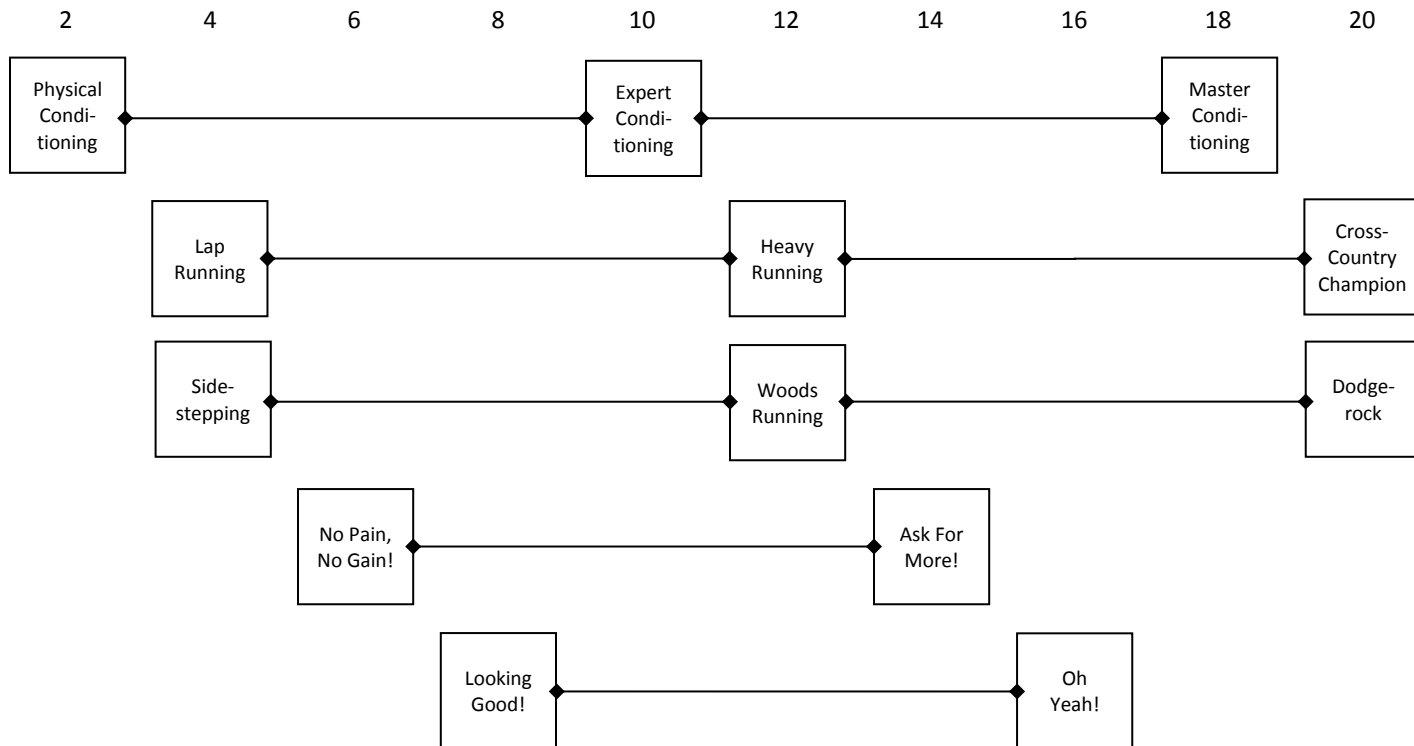 2 4 6 8 10 12 14 16 18 20
Physical
Condi-
tioning
Expert
Condi-
tioning
Master
Condi-
tioning
Lap
Running
Heavy
Running
Cross-
Country
Champion
Side-
stepping
Woods
Running
Dodge-
rock
No Pain,
No Gain!
Ask For
More!
Looking
Good!
Oh
Yeah!